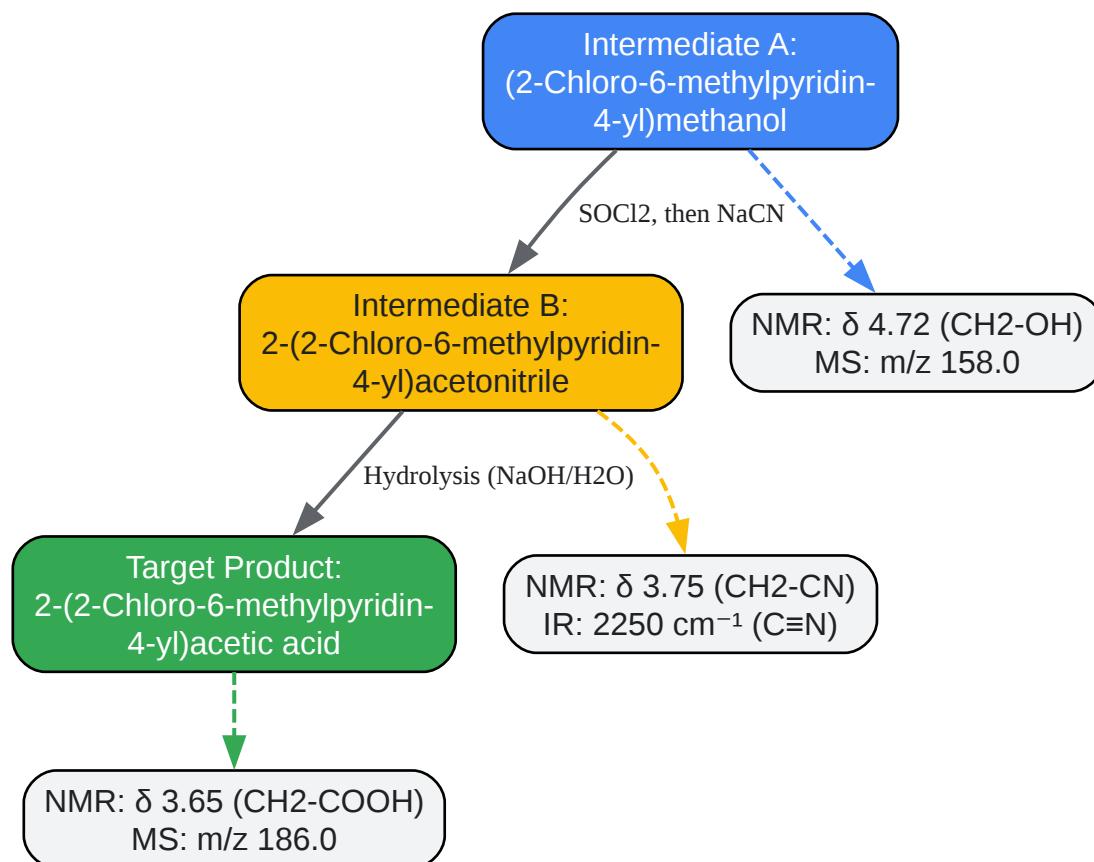 Intermediate A:
(2-Chloro-6-methylpyridin-
4-yl)methanol
SOCl2, then NaCN
Intermediate B:
2-(2-Chloro-6-methylpyridin-
4-yl)acetonitrile
NMR: δ 4.72 (CH2-OH)
MS: m/z 158.0
Hydrolysis (NaOH/H2O)
Target Product:
2-(2-Chloro-6-methylpyridin-
4-yl)acetic acid
NMR: δ 3.75 (CH2-CN)
IR: 2250 cm⁻¹ (C≡N)
NMR: δ 3.65 (CH2-COOH)
MS: m/z 186.0